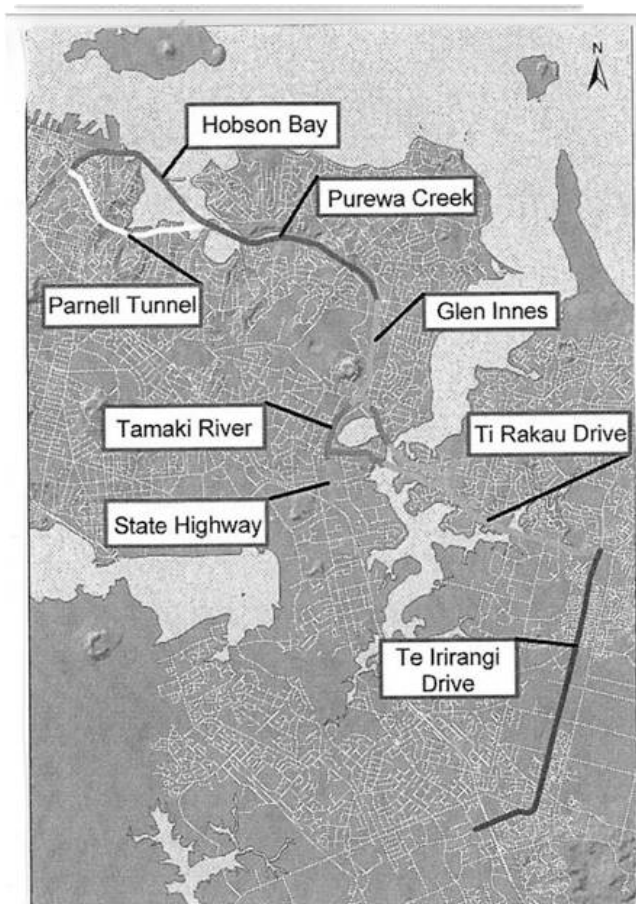 N
Hobson Bay
Purewa Creek
Parnell Tunnel
Glen Innes
Tamaki River
Ti Rakau Drive
State Highway
Te Irirangi
Drive